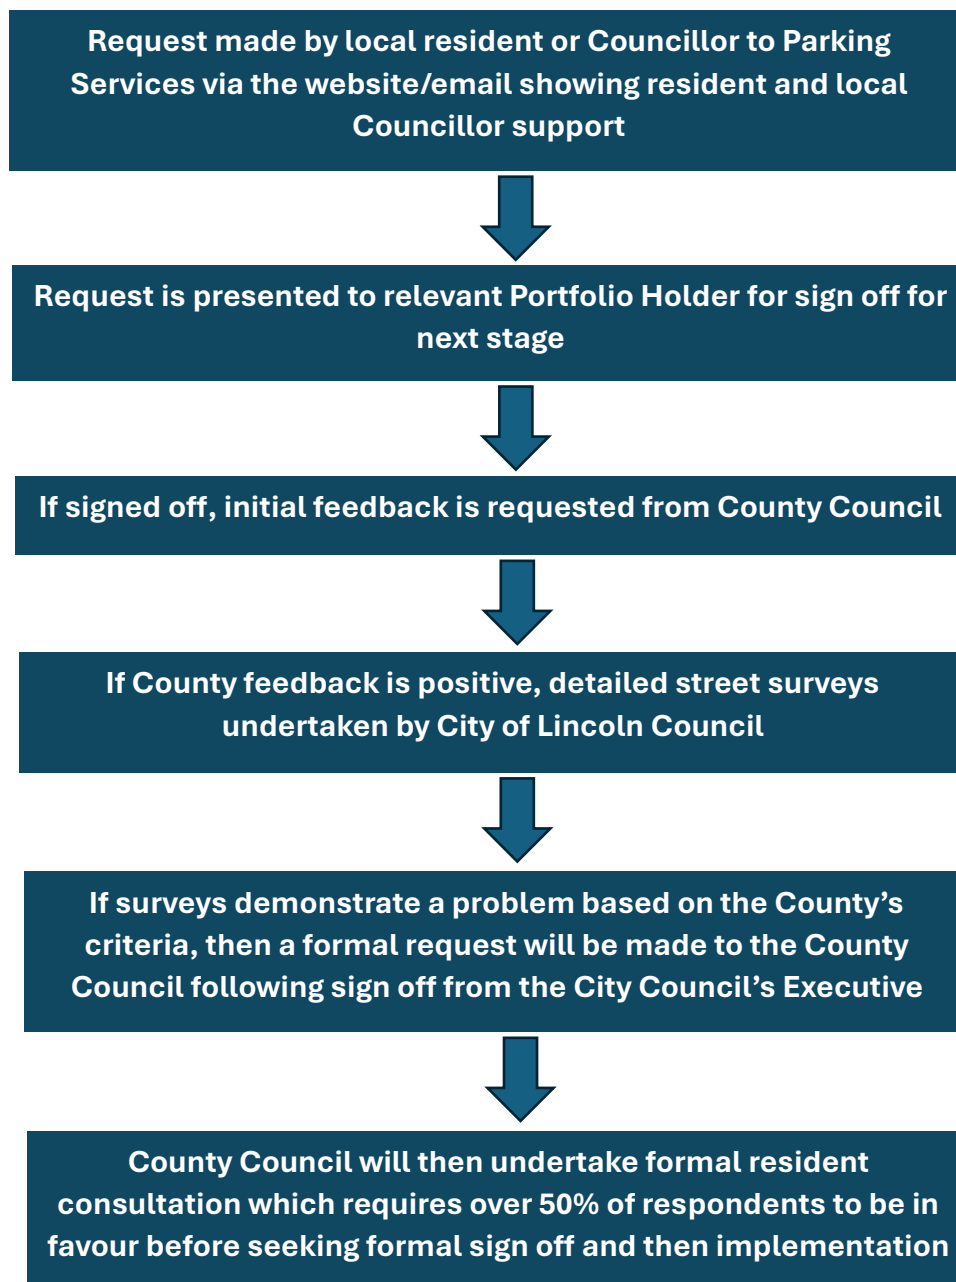 Request made by local resident or Councillor to Parking
Services via the website/email showing resident and local
Councillor support
Request is presented to relevant Portfolio Holder for sign off for
next stage
If signed off, initial feedback is requested from County Council
If County feedback is positive, detailed street surveys
undertaken by City of Lincoln Council
If surveys demonstrate a problem based on the County’s
criteria, then a formal request will be made to the County
Council following sign off from the City Council’s Executive
County Council will then undertake formal resident
consultation which requires over 50% of respondents to be in
favour before seeking formal sign off and then implementation